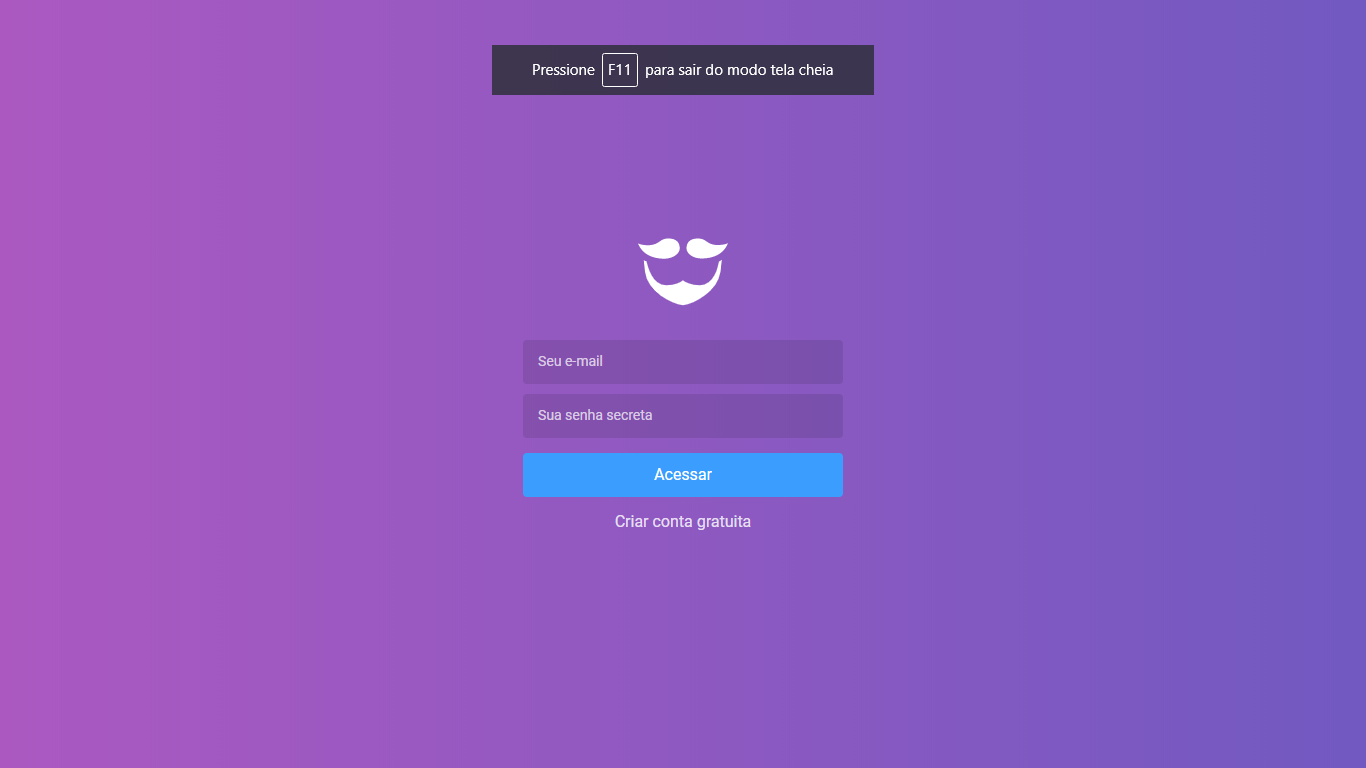 Pressione F11 para sair do modo tela cheia
Seu e-mail
Sua senha secreta
Acessar
Criar conta gratuita